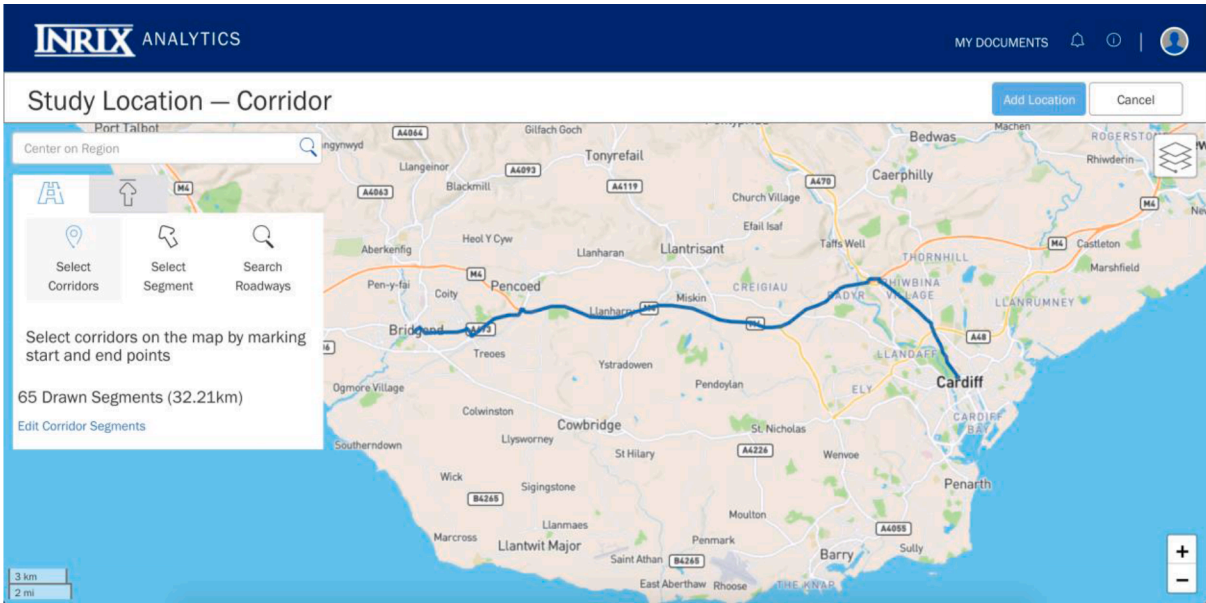 INRIX ANALYTICS
MY DOCUMENTS
Study Location — Corridor
Add Location
Cancel
Port Talbot
Center on Region
Select Corridors
Select Segment
Search Roadways
Select corridors on the map by marking
start and end points
65 Drawn Segments (32.21km)
Edit Corridor Segments
A4064
Gilfach Goch
Bedwas
Machen
Llangeinor
A4093
Tonyrefail
Rhiwderin
M4
A4063
Blackmill
A4119
A470
Caerphilly
Church Village
M4
Efail Isaf
Aberkenfig
Heol Y Cyw
Llanharan
Llantrisant
Taffs Well
THORNHILL
M4
Castleton
Marshfield
M4
Pen-y-fai
Coity
Pencoed
Miskin
CREIGIAU
LLANRUMNEY
Bridgend
Treoes
A48
LLANDAFF
Ystradowen
Cardiff
Ogmore Village
Pendoylan
ELY
Colwinston
Cowbridge
CARDIFF
BAY
St. Nicholas
Southerndown
Llysworney
St Hilary
A4226
Wenvoe
Wick
Sigingstone
Penarth
B4265
Llanmaes
Moulton
A4055
Marcross
Llantwit Major
Penmark
Barry
Sully
Saint Athan
B4265
East Aberthaw
Rhoose
THE KNAP
3 km
2 mi
+
−